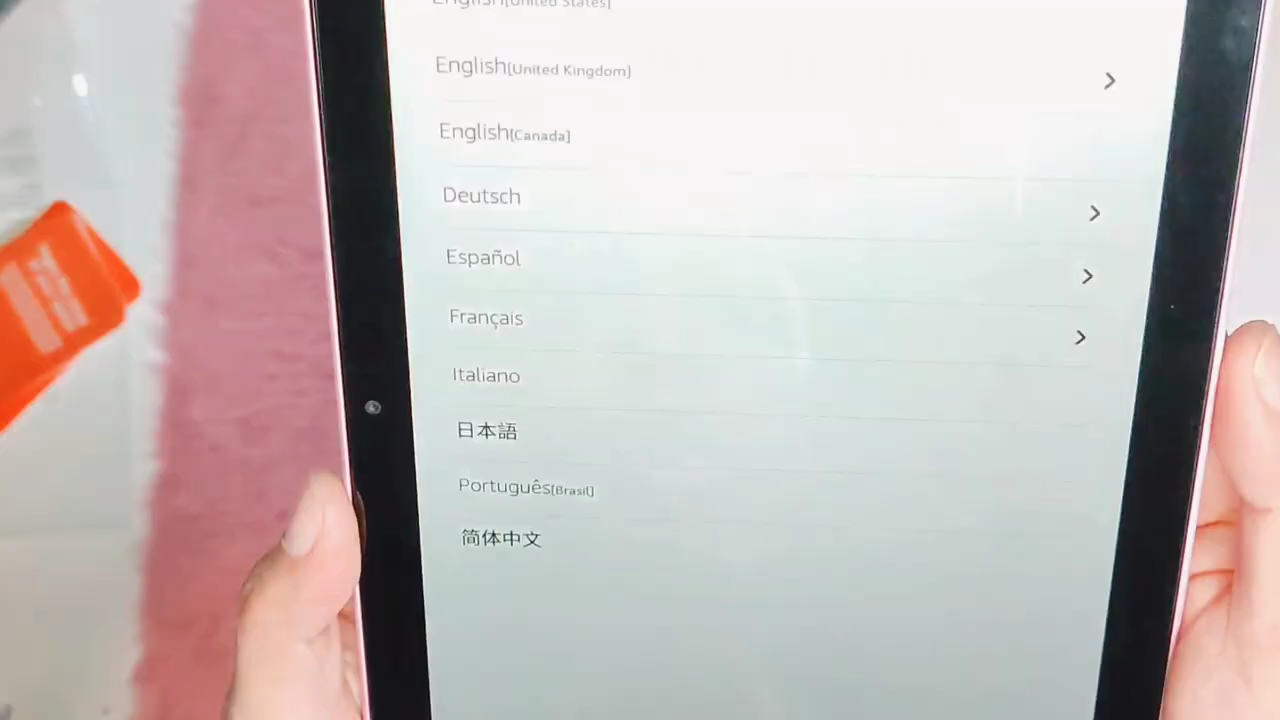 English[United States]
English[United Kingdom]
English[Canada]
Deutsch
Español
Français
Italiano
日本語
Português[Brasil]
简体中文